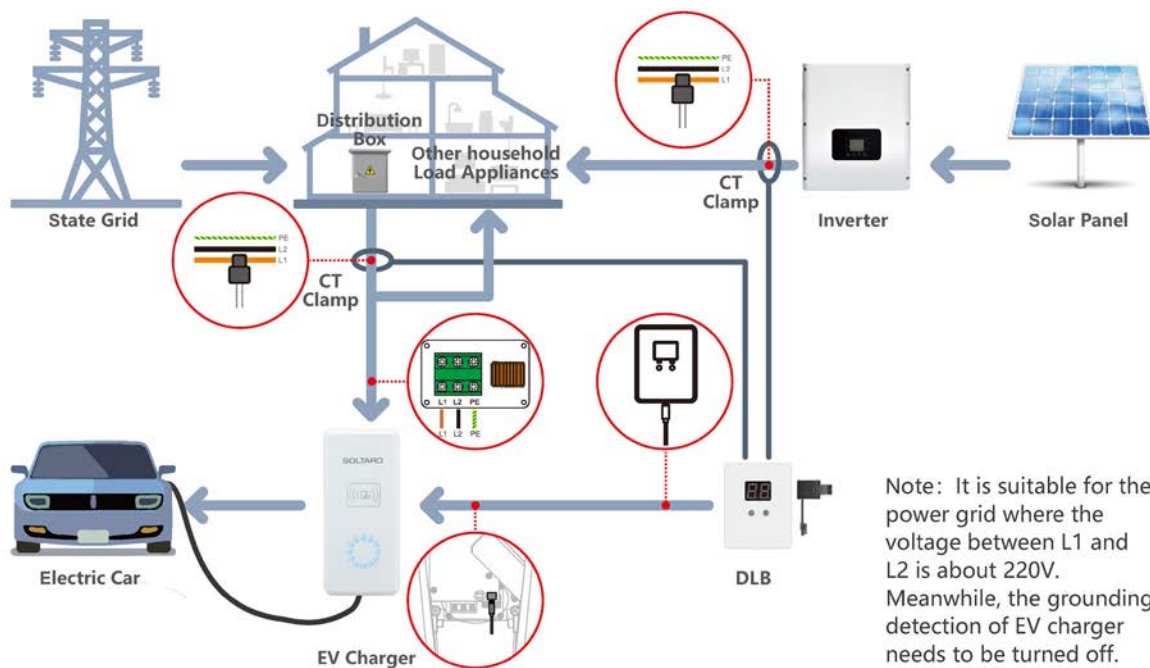 PE
L2
L1
Distribution
Box
Other household
Load Appliances
CT
Clamp
State Grid
Inverter
Solar Panel
PE
L2
L1
CT
Clamp
L1 L2 PE
L1 L2 PE
SOLTARO
88
Electric Car
EV Charger
DLB
Note: It is suitable for the
power grid where the
voltage between L1 and
L2 is about 220V.
Meanwhile, the grounding
detection of EV charger
needs to be turned off.